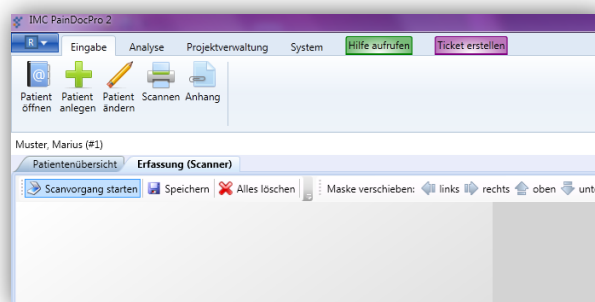 IMC PainDocPro 2
R Eingabe Analyse Projektverwaltung System Hilfe aufrufen Ticket erstellen
Patient öffnen Patient anlegen Patient ändern Scannen Anhang
Muster, Marius (#1)
Patientenübersicht Erfassung (Scanner)
Scanvorgang starten Speichern Alles löschen Maske verschieben: links rechts oben unte